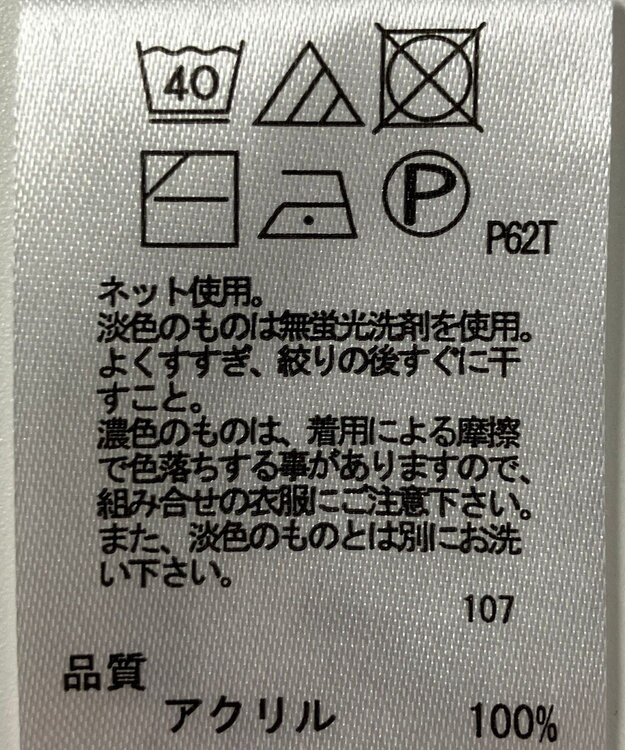 40
P
P62T
ネット使用。
淡色のものは無蛍光洗剤を使用。
よくすすぎ、絞りの後すぐに干
すこと。
濃色のものは、着用による摩擦
で色落ちする事がありますので、
組み合せの衣服にご注意下さい。
また、淡色のものとは別にお洗
い下さい。
107
品質
アクリル 100%